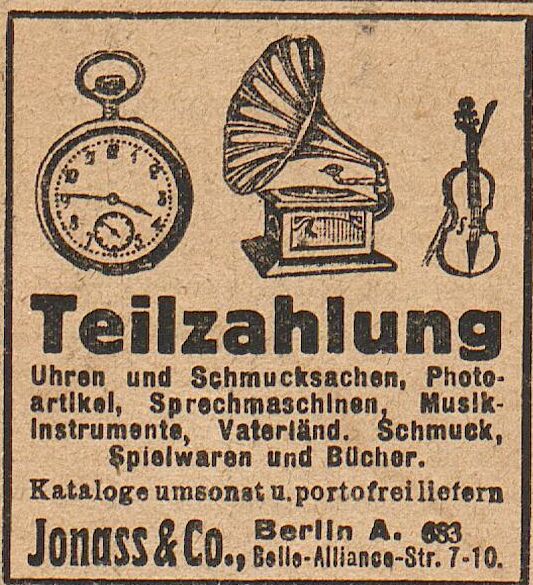 Teilzahlung
Uhren und Schmucksachen, Photo-
artikel, Sprechmaschinen, Musik-
instrumente, Vaterländ. Schmuck,
Spielwaren und Bücher.
Kataloge umsonst u. portofrei liefern
Jonass & Co., Berlin A. 683
Belle-Alliance-Str. 7-10.